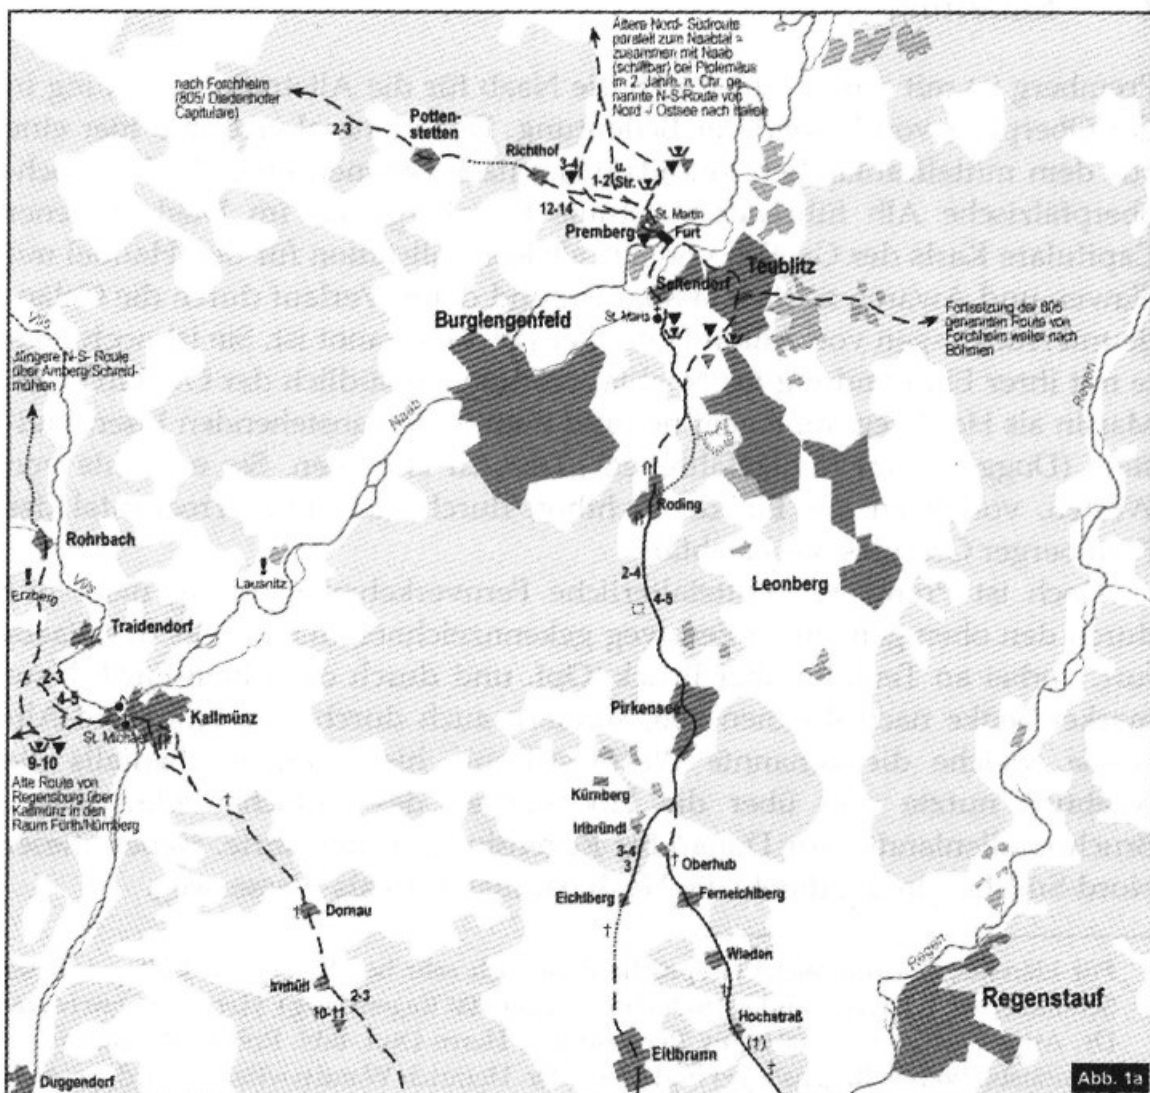 Ältere Nord- Südroute
parallel zum Naabtal =
zusammen mit Naab
(schiffbar) bei Ptolemäus
im 2. Jahrh. n. Chr. ge-
nannte N-S-Route von
Nord -/ Ostsee nach Italien
nach Forchheim
(805/ Diedenhofer
Capitulare)
2-3
Potten-
stetten
Richthof
3-4
u.
1-2
Str.
12-14
St. Martin
Premberg
Furt
Teublitz
Saltendorf
St. Maria
Burglengenfeld
Fortsetzung der 805
genannten Route von
Forchheim weiter nach
Böhmen
Vils
Jüngere N-S- Route
über Amberg/Schmid-
mühlen
Naab
Regen
Roding
Rohrbach
!
Erzberg
Vils
!
Lausnitz
2-4
4-5
Leonberg
Traidendorf
2-3
4-5
Kallmünz
St. Michael
Pirkensee
9-10
Alte Route von
Regensburg über
Kallmünz in den
Raum Fürth/Nürnberg
Kürnberg
Irlbründl
3-4
3
Oberhub
Eichlberg
Ferneichlberg
Dornau
Wieden
Regen
Irnhüll
2-3
10-11
Regenstauf
Hochstraß
(†)
Eitlbrunn
Duggendorf
Abb. 1a